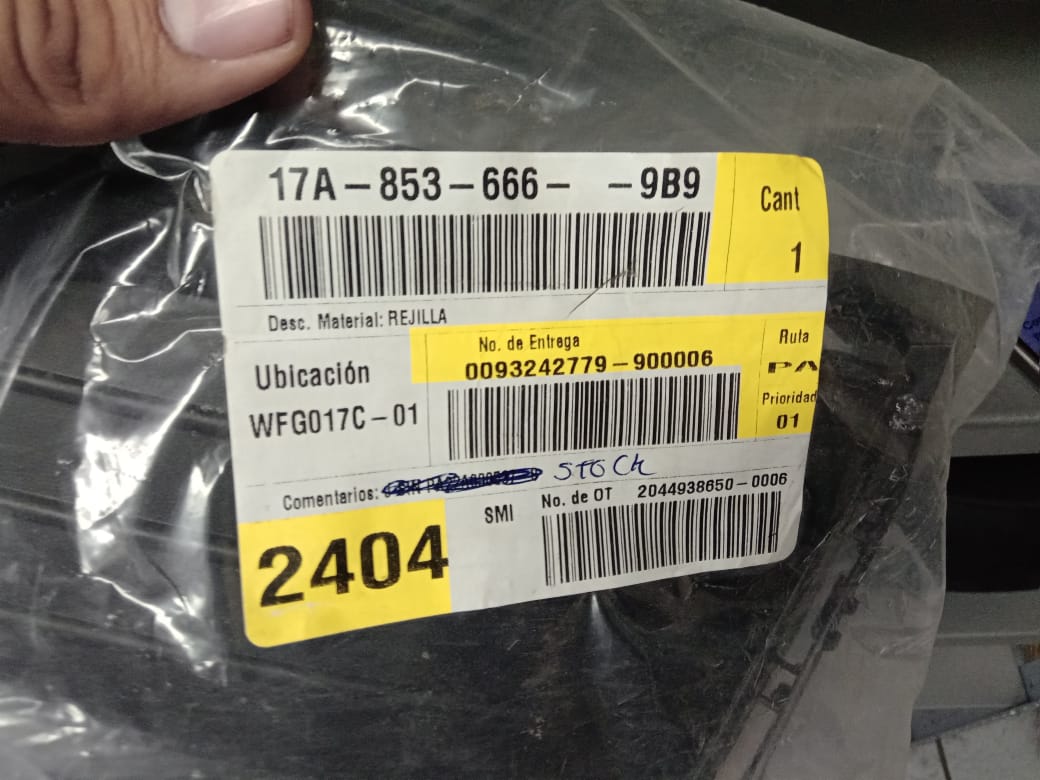 17A-853-666- -9B9
Cant
1
Desc. Material: REJILLA
No. de Entrega
0093242779-900006
Ruta
PA
Ubicación
WFG017C-01
Prioridad
01
Comentarios: STOCK
SMI
No. de OT 2044938650-0006
2404